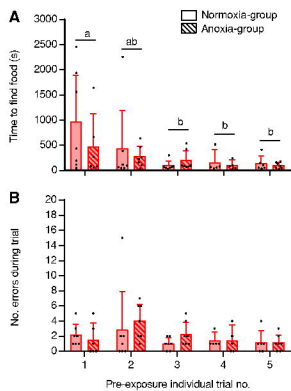 A
Normoxia-group
Anoxia-group
Time to find food (s)
3000
2500
2000
1500
1000
500
0
a
ab
b
b
b
B
No. errors during trial
20
18
16
14
12
10
8
6
4
2
0
1 2 3 4 5
Pre-exposure individual trial no.